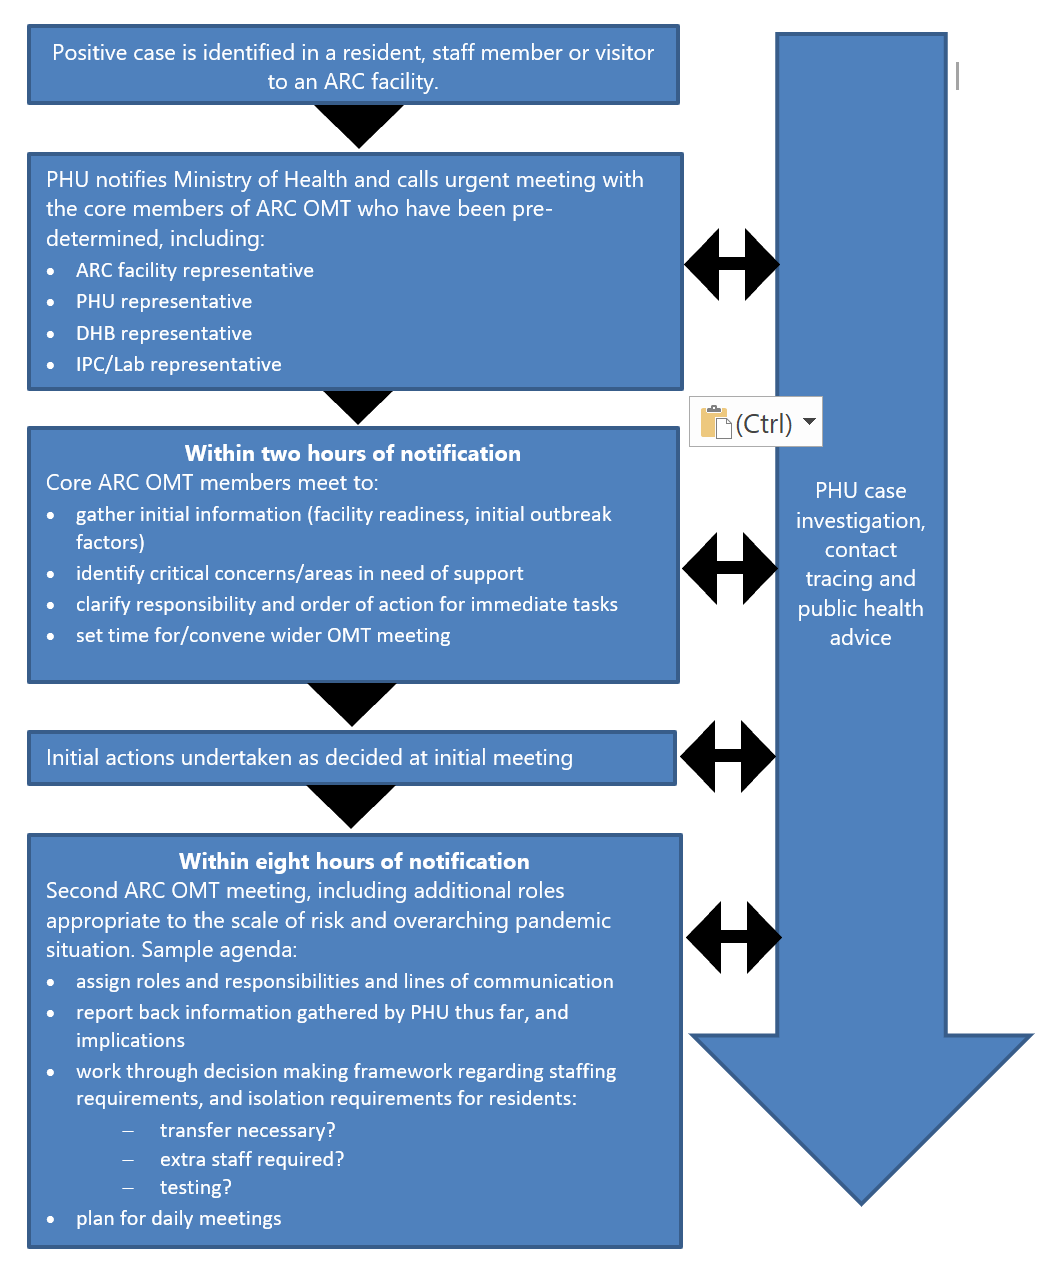 Positive case is identified in a resident, staff member or visitor
to an ARC facility.
PHU notifies Ministry of Health and calls urgent meeting with
the core members of ARC OMT who have been pre-
determined, including:
• ARC facility representative
• PHU representative
• DHB representative
• IPC/Lab representative
Within two hours of notification
Core ARC OMT members meet to:
• gather initial information (facility readiness, initial outbreak
factors)
• identify critical concerns/areas in need of support
• clarify responsibility and order of action for immediate tasks
• set time for/convene wider OMT meeting
Initial actions undertaken as decided at initial meeting
Within eight hours of notification
Second ARC OMT meeting, including additional roles
appropriate to the scale of risk and overarching pandemic
situation. Sample agenda:
• assign roles and responsibilities and lines of communication
• report back information gathered by PHU thus far, and
implications
• work through decision making framework regarding staffing
requirements, and isolation requirements for residents:
– transfer necessary?
– extra staff required?
– testing?
• plan for daily meetings
(Ctrl)
PHU case
investigation,
contact
tracing and
public health
advice